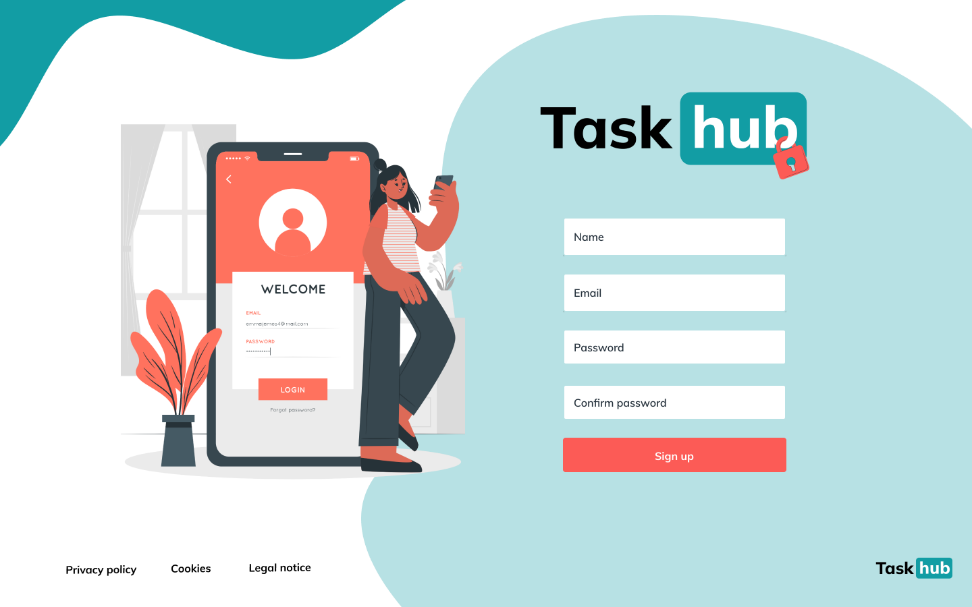 Task hub
WELCOME
EMAIL
PASSWORD
LOGIN
Forgot password?
Name
Email
Password
Confirm password
Sign up
Privacy policy
Cookies
Legal notice
Task hub